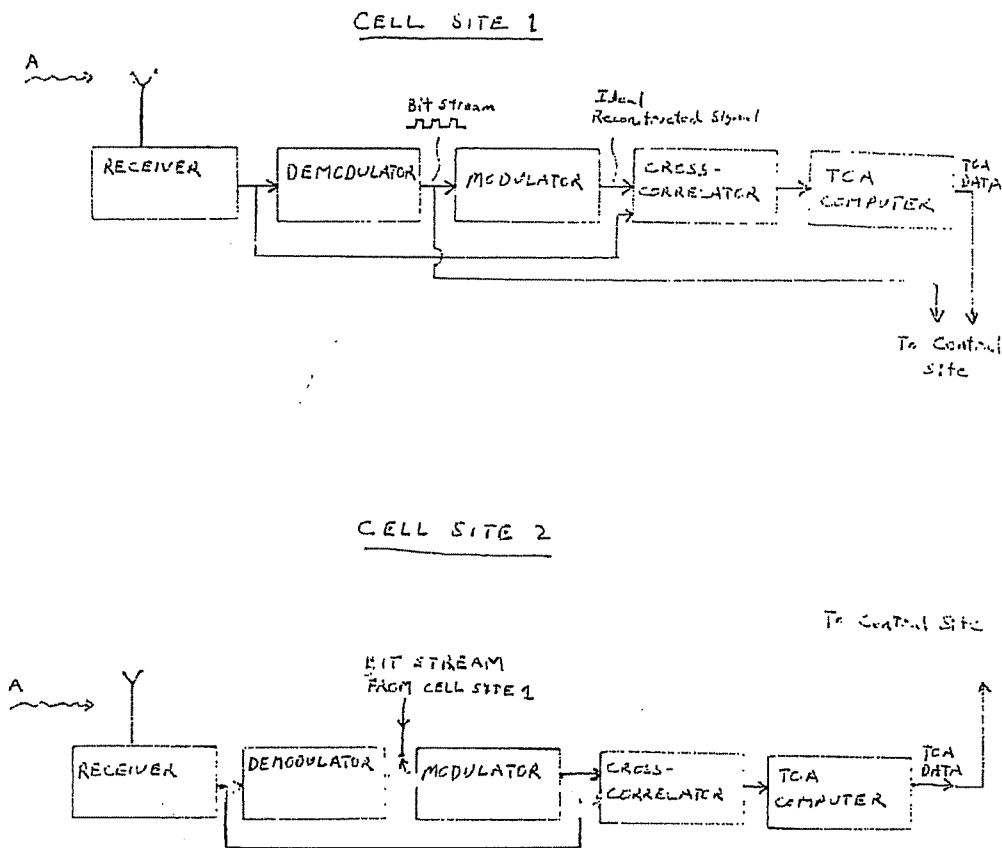 CELL SITE 1
A
Bit Stream
Ideal
Reconstructed Signal
RECEIVER
DEMODULATOR
MODULATOR
CROSS-
CORRELATOR
TOA
COMPUTER
TOA
DATA
To Control
Site
CELL SITE 2
To Control Site
A
BIT STREAM
FROM CELL SITE 1
RECEIVER
DEMODULATOR
MODULATOR
CROSS-
CORRELATOR
TOA
COMPUTER
TOA
DATA